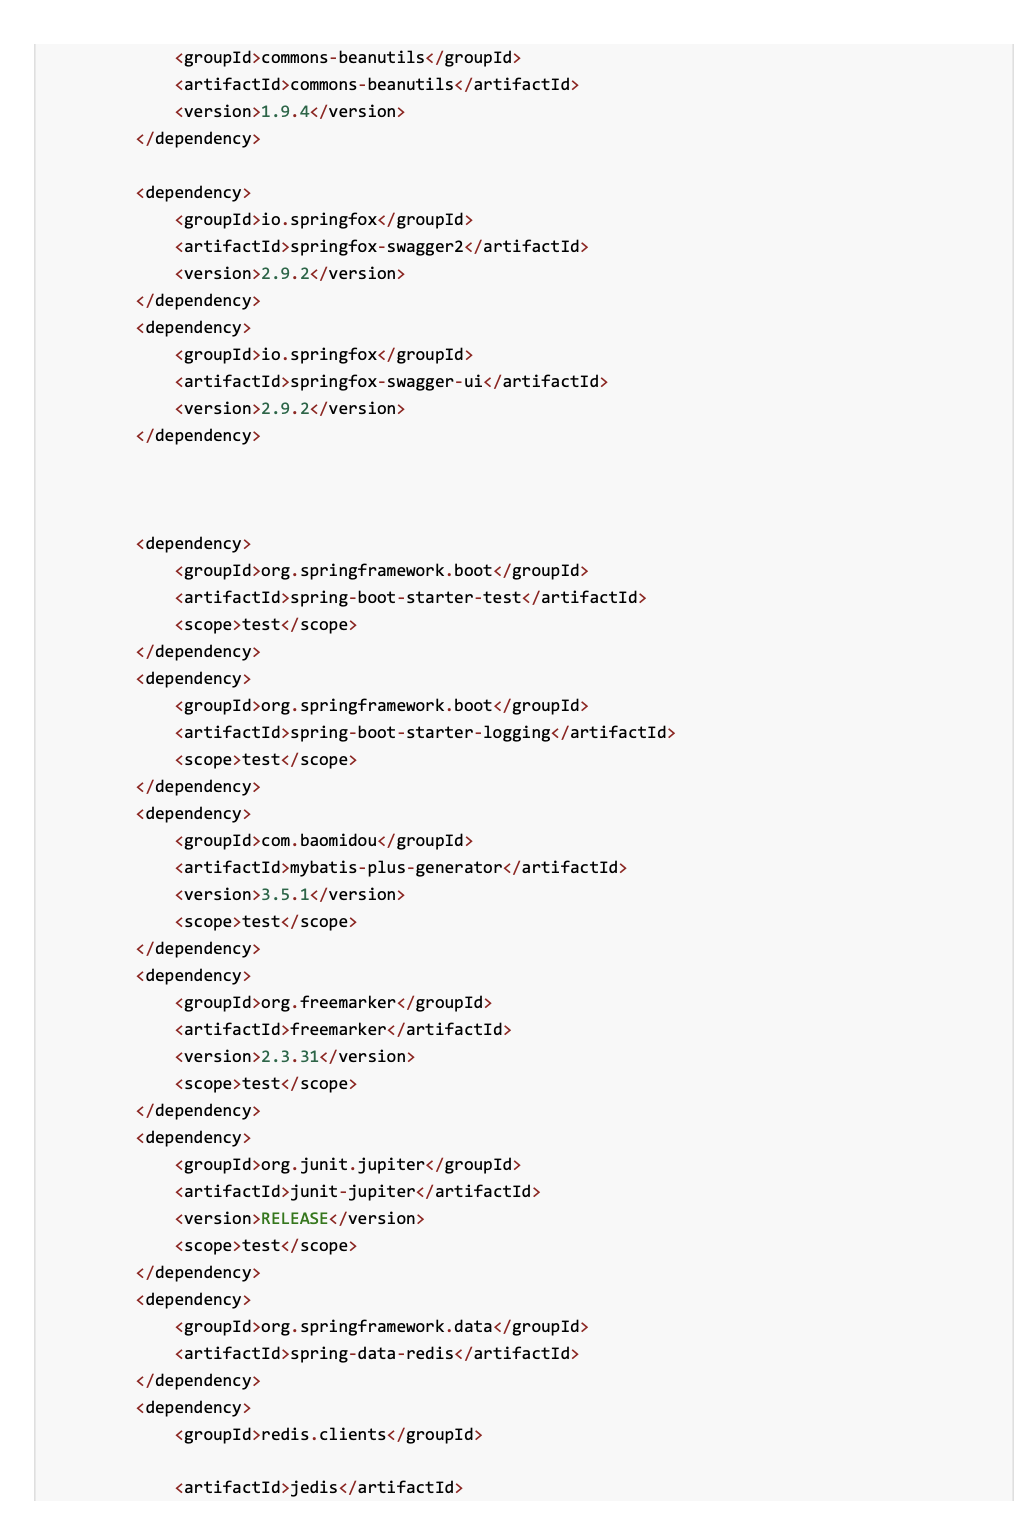 <groupId>commons-beanutils</groupId>
<artifactId>commons-beanutils</artifactId>
<version>1.9.4</version>
</dependency>
<dependency>
<groupId>io.springfox</groupId>
<artifactId>springfox-swagger2</artifactId>
<version>2.9.2</version>
</dependency>
<dependency>
<groupId>io.springfox</groupId>
<artifactId>springfox-swagger-ui</artifactId>
<version>2.9.2</version>
</dependency>
<dependency>
<groupId>org.springframework.boot</groupId>
<artifactId>spring-boot-starter-test</artifactId>
<scope>test</scope>
</dependency>
<dependency>
<groupId>org.springframework.boot</groupId>
<artifactId>spring-boot-starter-logging</artifactId>
<scope>test</scope>
</dependency>
<dependency>
<groupId>com.baomidou</groupId>
<artifactId>mybatis-plus-generator</artifactId>
<version>3.5.1</version>
<scope>test</scope>
</dependency>
<dependency>
<groupId>org.freemarker</groupId>
<artifactId>freemarker</artifactId>
<version>2.3.31</version>
<scope>test</scope>
</dependency>
<dependency>
<groupId>org.junit.jupiter</groupId>
<artifactId>junit-jupiter</artifactId>
<version>RELEASE</version>
<scope>test</scope>
</dependency>
<dependency>
<groupId>org.springframework.data</groupId>
<artifactId>spring-data-redis</artifactId>
</dependency>
<dependency>
<groupId>redis.clients</groupId>
<artifactId>jedis</artifactId>